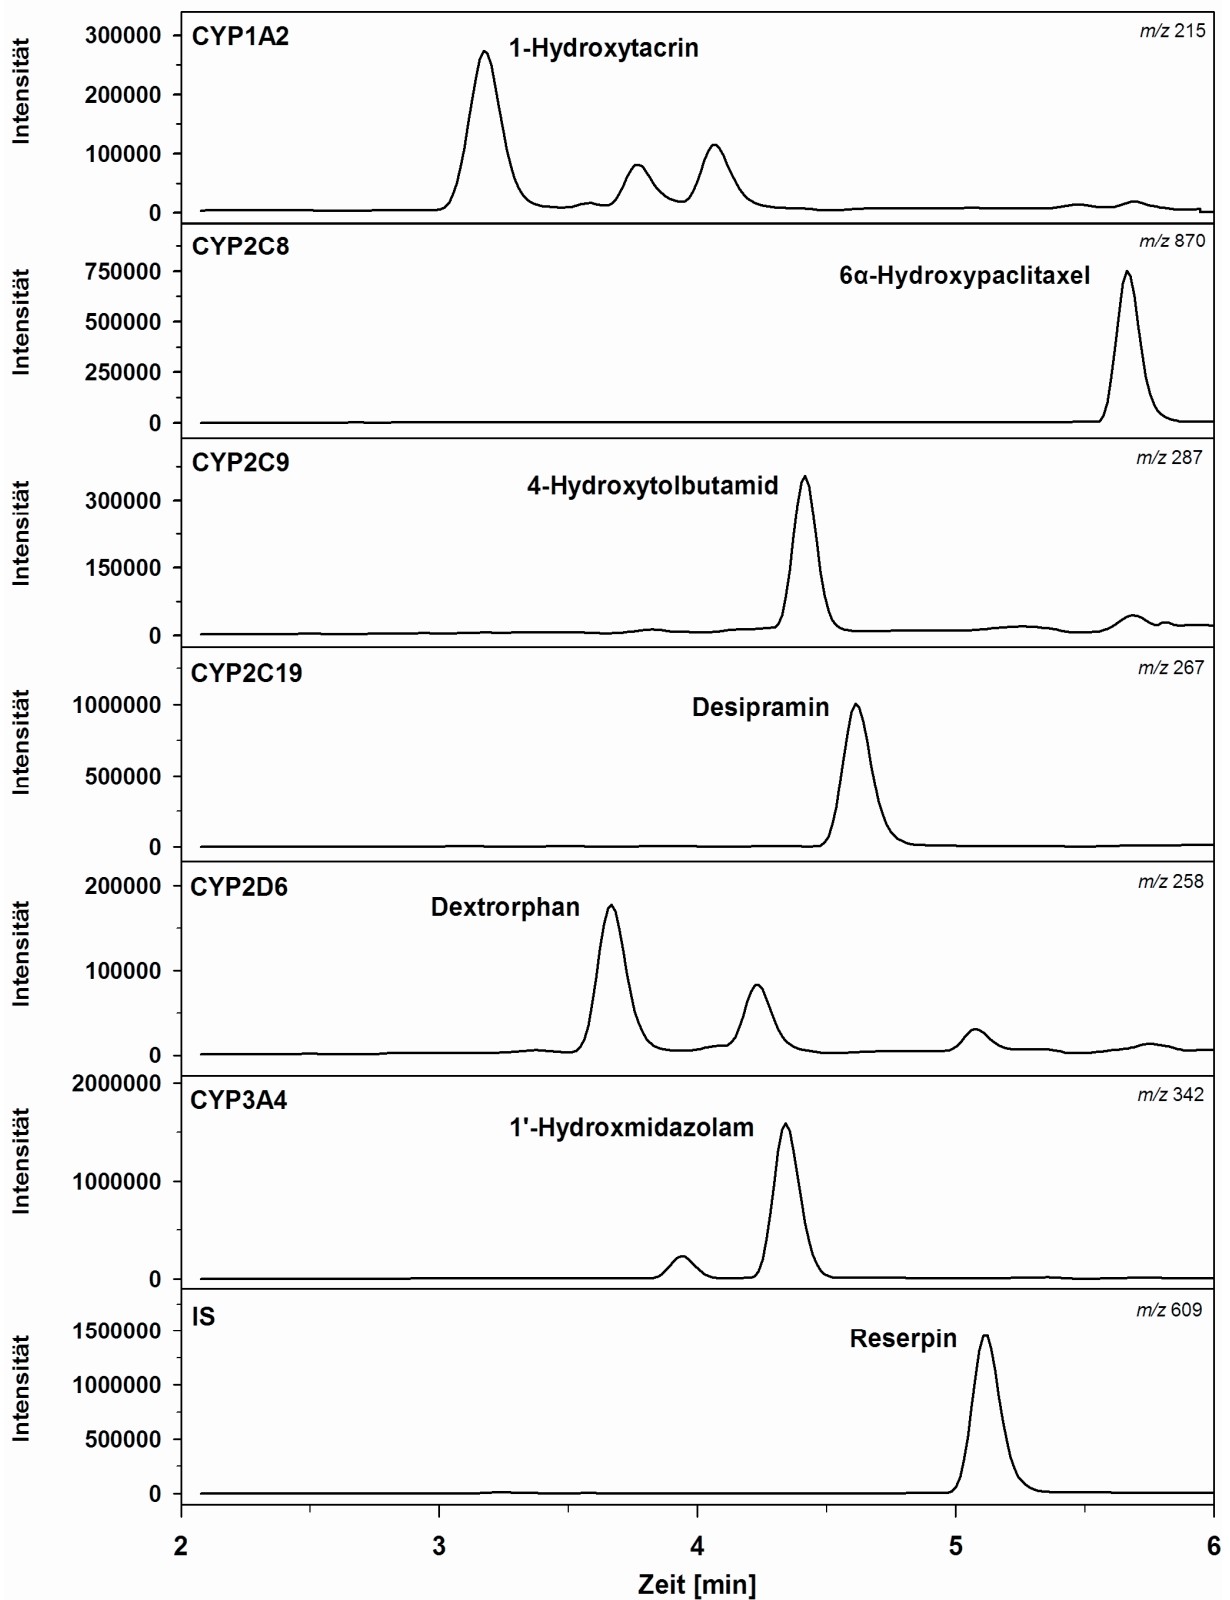 CYP1A2
m/z 215
1-Hydroxytacrin
300000
200000
100000
0
Intensität
CYP2C8
m/z 870
6α-Hydroxypaclitaxel
750000
500000
250000
0
Intensität
CYP2C9
m/z 287
4-Hydroxytolbutamid
300000
150000
0
Intensität
CYP2C19
m/z 267
Desipramin
1000000
500000
0
Intensität
CYP2D6
m/z 258
Dextrorphan
200000
100000
0
Intensität
CYP3A4
m/z 342
1'-Hydroxmidazolam
2000000
1000000
0
Intensität
IS
m/z 609
Reserpin
1500000
1000000
500000
0
Intensität
2 3 4 5 6
Zeit [min]